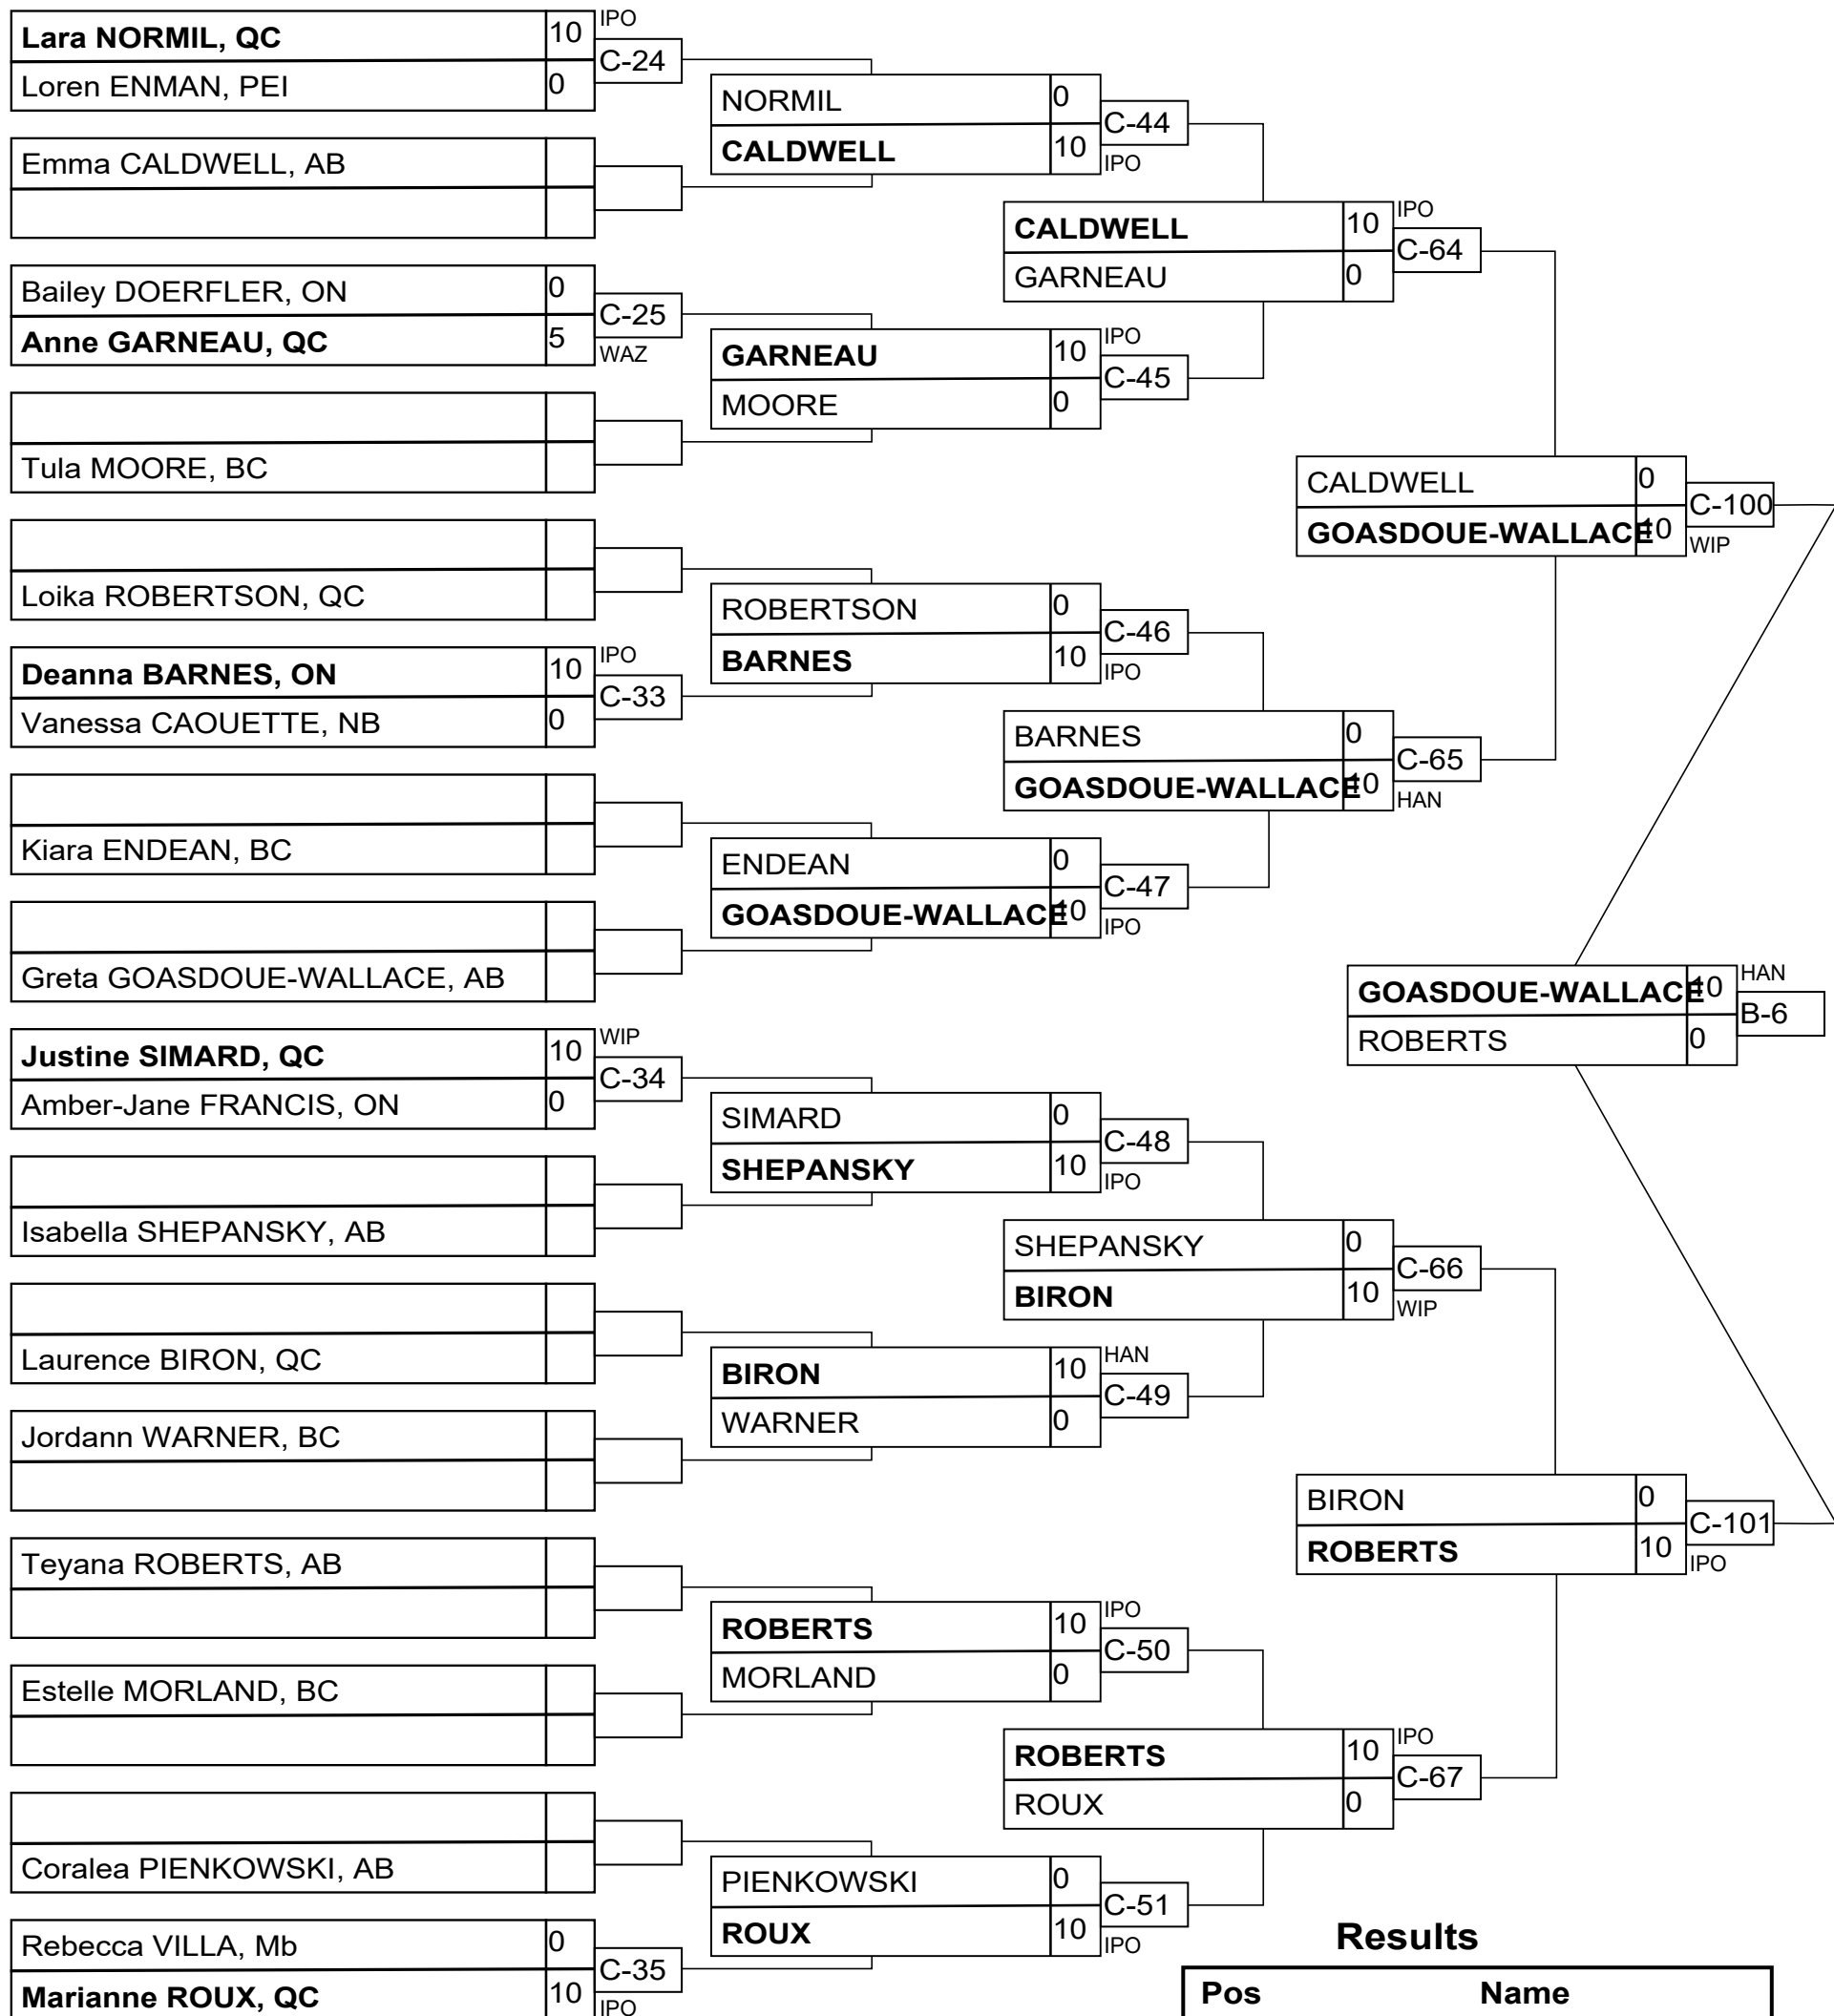 Lara NORMIL, QC 10 IPO
C-24
Loren ENMAN, PEI 0
Emma CALDWELL, AB
Bailey DOERFLER, ON 0
C-25
Anne GARNEAU, QC 5 WAZ
Tula MOORE, BC
Loika ROBERTSON, QC
Deanna BARNES, ON 10 IPO
C-33
Vanessa CAOUETTE, NB 0
Kiara ENDEAN, BC
Greta GOASDOUE-WALLACE, AB
Justine SIMARD, QC 10 WIP
C-34
Amber-Jane FRANCIS, ON 0
Isabella SHEPANSKY, AB
Laurence BIRON, QC
Jordann WARNER, BC
Teyana ROBERTS, AB
Estelle MORLAND, BC
Coralea PIENKOWSKI, AB
Rebecca VILLA, Mb 0
C-35
Marianne ROUX, QC 10 IPO
NORMIL 0
C-44
CALDWELL 10 IPO
GARNEAU 10 IPO
C-45
MOORE 0
ROBERTSON 0
C-46
BARNES 10 IPO
ENDEAN 0
C-47
GOASDOUE-WALLACE 10 IPO
SIMARD 0
C-48
SHEPANSKY 10 IPO
BIRON 10 HAN
C-49
WARNER 0
ROBERTS 10 IPO
C-50
MORLAND 0
PIENKOWSKI 0
C-51
ROUX 10 IPO
CALDWELL 10 IPO
C-64
GARNEAU 0
BARNES 0
C-65
GOASDOUE-WALLACE 10 HAN
SHEPANSKY 0
C-66
BIRON 10 WIP
ROBERTS 10 IPO
C-67
ROUX 0
CALDWELL 0
C-100
GOASDOUE-WALLACE 10 WIP
BIRON 0
C-101
ROBERTS 10 IPO
GOASDOUE-WALLACE 10 HAN
B-6
ROBERTS 0
Results
Pos Name